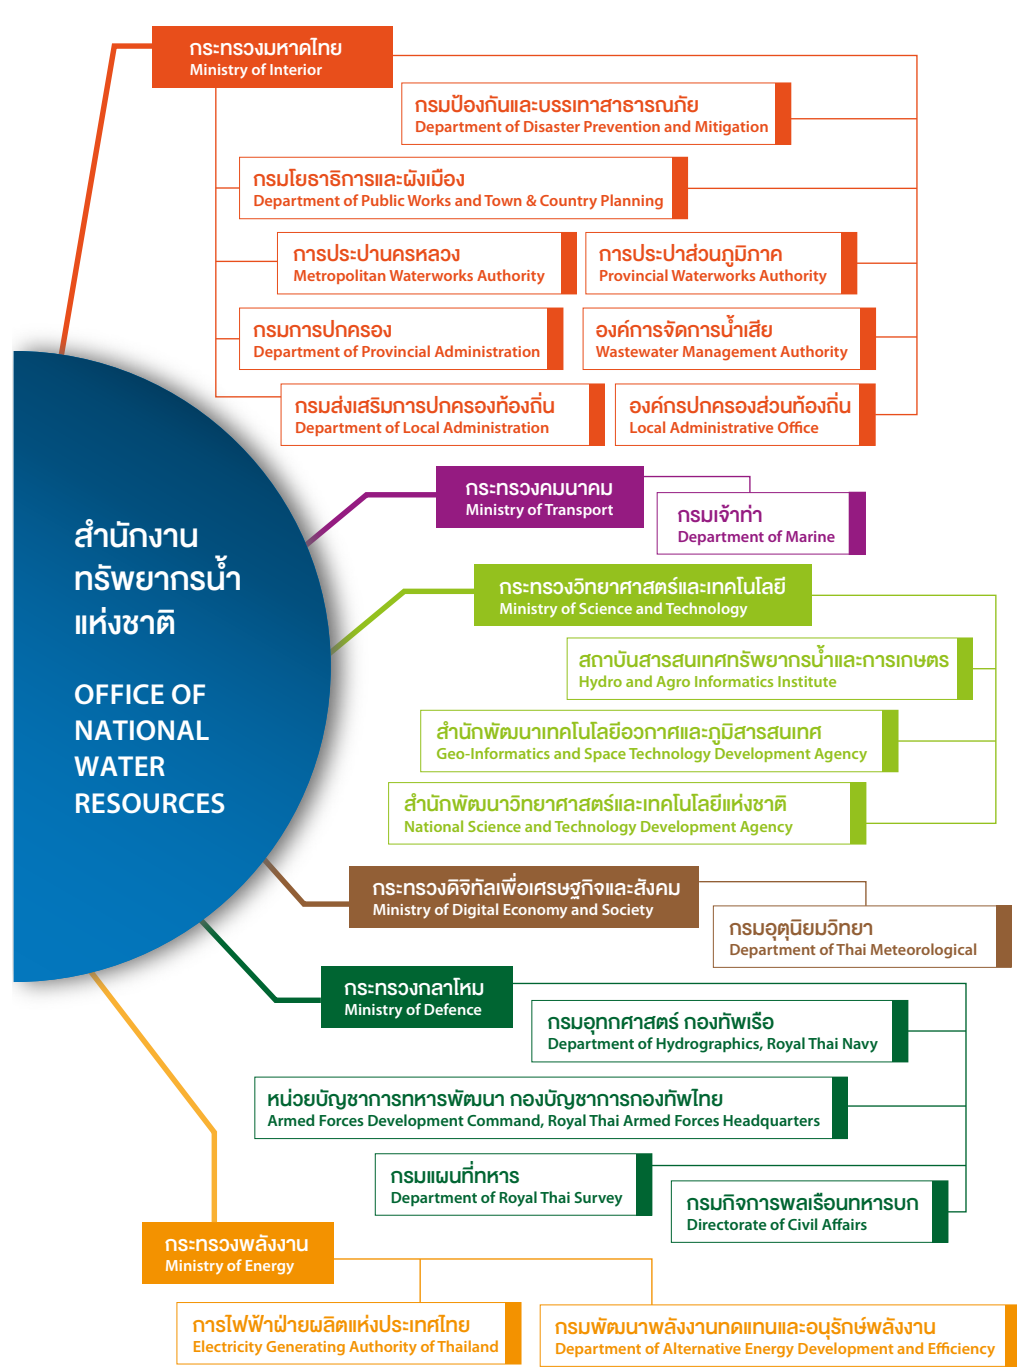 กระทรวงมหาดไทย
Ministry of Interior
กรมป้องกันและบรรเทาสาธารณภัย
Department of Disaster Prevention and Mitigation
กรมโยธาธิการและผังเมือง
Department of Public Works and Town & Country Planning
การประปานครหลวง
Metropolitan Waterworks Authority
การประปาส่วนภูมิภาค
Provincial Waterworks Authority
กรมการปกครอง
Department of Provincial Administration
องค์การจัดการน้ำเสีย
Wastewater Management Authority
กรมส่งเสริมการปกครองท้องถิ่น
Department of Local Administration
องค์กรปกครองส่วนท้องถิ่น
Local Administrative Office
สำนักงาน
ทรัพยากรน้ำ
แห่งชาติ
OFFICE OF
NATIONAL
WATER
RESOURCES
กระทรวงคมนาคม
Ministry of Transport
กรมเจ้าท่า
Department of Marine
กระทรวงวิทยาศาสตร์และเทคโนโลยี
Ministry of Science and Technology
สถาบันสารสนเทศทรัพยากรน้ำและการเกษตร
Hydro and Agro Informatics Institute
สำนักพัฒนาเทคโนโลยีอวกาศและภูมิสารสนเทศ
Geo-Informatics and Space Technology Development Agency
สำนักพัฒนาวิทยาศาสตร์และเทคโนโลยีแห่งชาติ
National Science and Technology Development Agency
กระทรวงดิจิทัลเพื่อเศรษฐกิจและสังคม
Ministry of Digital Economy and Society
กรมอุตุนิยมวิทยา
Department of Thai Meteorological
กระทรวงกลาโหม
Ministry of Defence
กรมอุทกศาสตร์ กองทัพเรือ
Department of Hydrographics, Royal Thai Navy
หน่วยบัญชาการทหารพัฒนา กองบัญชาการกองทัพไทย
Armed Forces Development Command, Royal Thai Armed Forces Headquarters
กรมแผนที่ทหาร
Department of Royal Thai Survey
กรมกิจการพลเรือนทหารบก
Directorate of Civil Affairs
กระทรวงพลังงาน
Ministry of Energy
การไฟฟ้าฝ่ายผลิตแห่งประเทศไทย
Electricity Generating Authority of Thailand
กรมพัฒนาพลังงานทดแทนและอนุรักษ์พลังงาน
Department of Alternative Energy Development and Efficiency